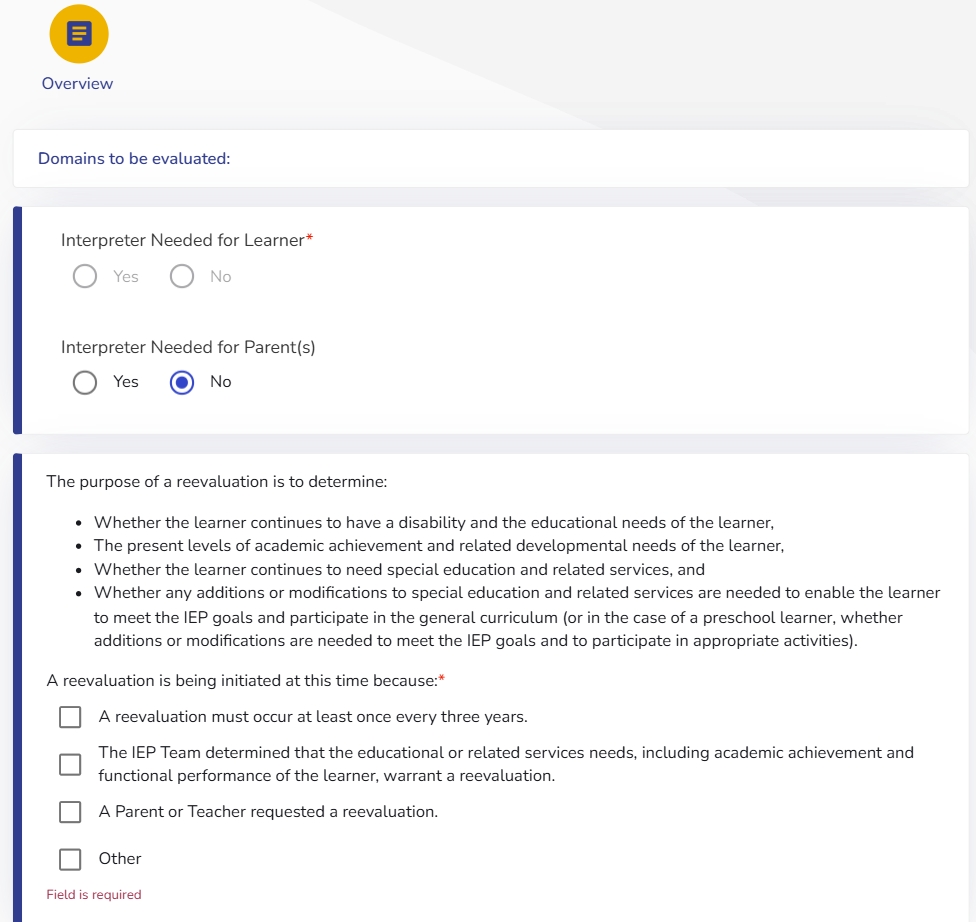 Overview
Domains to be evaluated:
Interpreter Needed for Learner*
Yes No
Interpreter Needed for Parent(s)
Yes No
The purpose of a reevaluation is to determine:
• Whether the learner continues to have a disability and the educational needs of the learner,
• The present levels of academic achievement and related developmental needs of the learner,
• Whether the learner continues to need special education and related services, and
• Whether any additions or modifications to special education and related services are needed to enable the learner
to meet the IEP goals and participate in the general curriculum (or in the case of a preschool learner, whether
additions or modifications are needed to meet the IEP goals and to participate in appropriate activities).
A reevaluation is being initiated at this time because:*
A reevaluation must occur at least once every three years.
The IEP Team determined that the educational or related services needs, including academic achievement and
functional performance of the learner, warrant a reevaluation.
A Parent or Teacher requested a reevaluation.
Other
Field is required